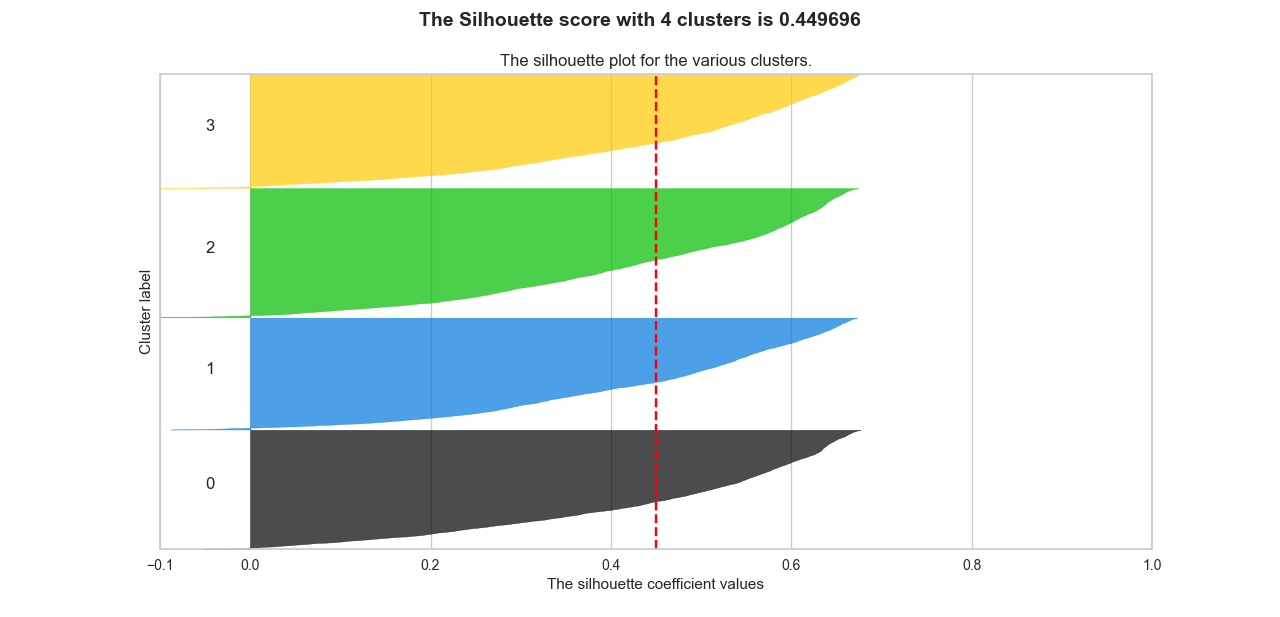 The Silhouette score with 4 clusters is 0.449696
The silhouette plot for the various clusters.
Cluster label
3
2
1
0
−0.1 0.0 0.2 0.4 0.6 0.8 1.0
The silhouette coefficient values